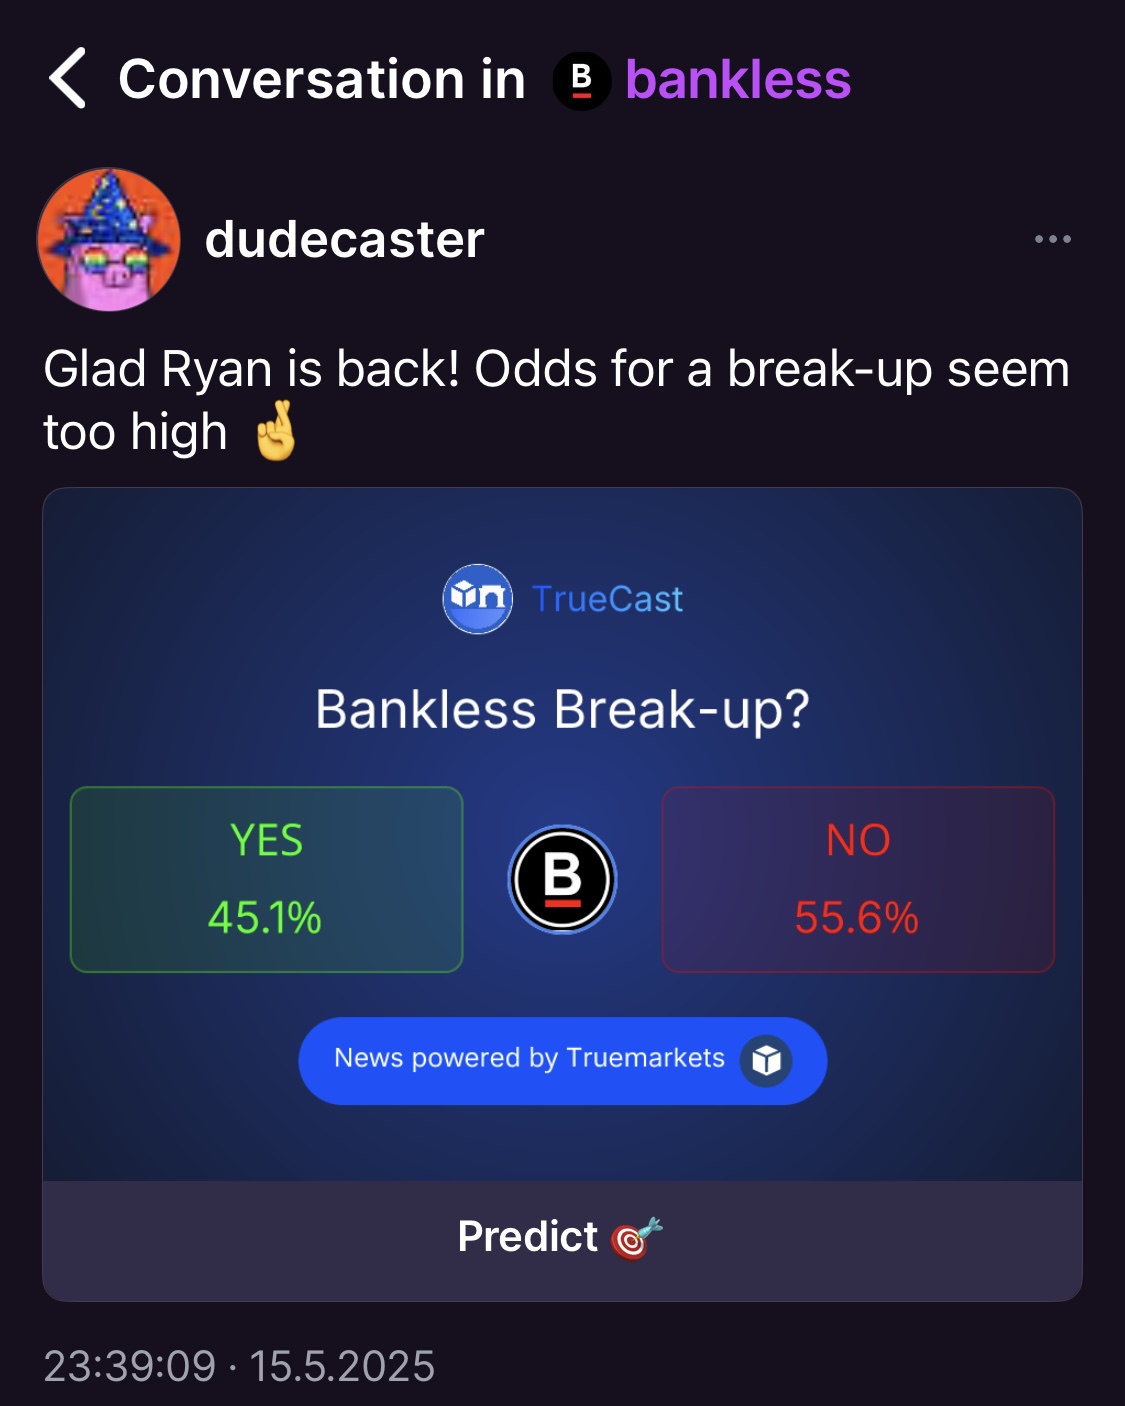 Conversation in B bankless
dudecaster
Glad Ryan is back! Odds for a break-up seem
too high 🤞
TrueCast
Bankless Break-up?
YES
45.1%
B
NO
55.6%
News powered by Truemarkets
Predict 🎯
23:39:09 · 15.5.2025